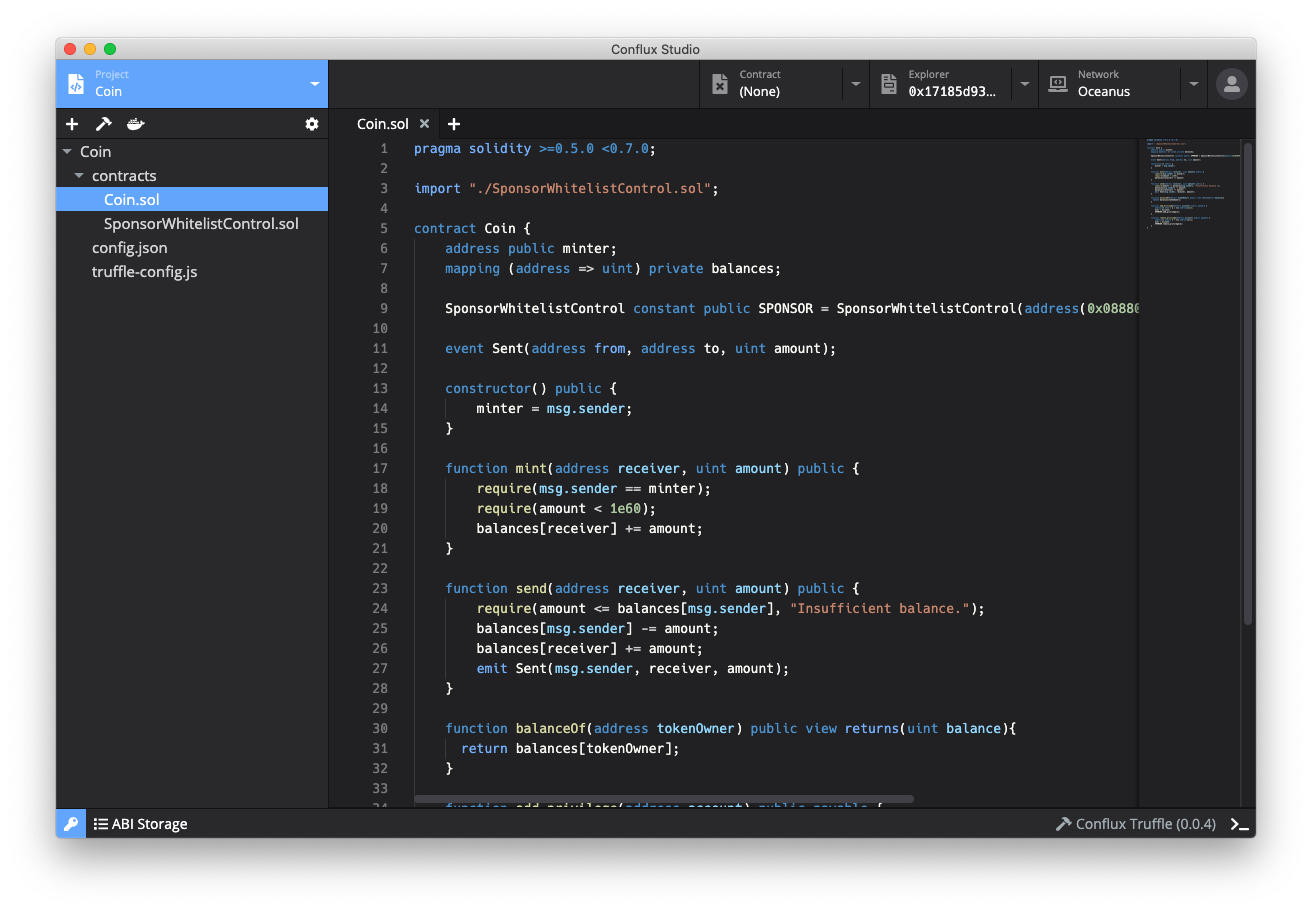 Conflux Studio
Project
Coin
Contract
(None)
Explorer
0x17185d93...
Network
Oceanus
Coin.sol
Coin
contracts
Coin.sol
SponsorWhitelistControl.sol
config.json
truffle-config.js
1 pragma solidity >=0.5.0 <0.7.0;
2
3 import "./SponsorWhitelistControl.sol";
4
5 contract Coin {
6 address public minter;
7 mapping (address => uint) private balances;
8
9 SponsorWhitelistControl constant public SPONSOR = SponsorWhitelistControl(address(0x08880
10
11 event Sent(address from, address to, uint amount);
12
13 constructor() public {
14 minter = msg.sender;
15 }
16
17 function mint(address receiver, uint amount) public {
18 require(msg.sender == minter);
19 require(amount < 1e60);
20 balances[receiver] += amount;
21 }
22
23 function send(address receiver, uint amount) public {
24 require(amount <= balances[msg.sender], "Insufficient balance.");
25 balances[msg.sender] -= amount;
26 balances[receiver] += amount;
27 emit Sent(msg.sender, receiver, amount);
28 }
29
30 function balanceOf(address tokenOwner) public view returns(uint balance){
31 return balances[tokenOwner];
32 }
33
34 function add_privilege(address account) public payable {
ABI Storage
Conflux Truffle (0.0.4)